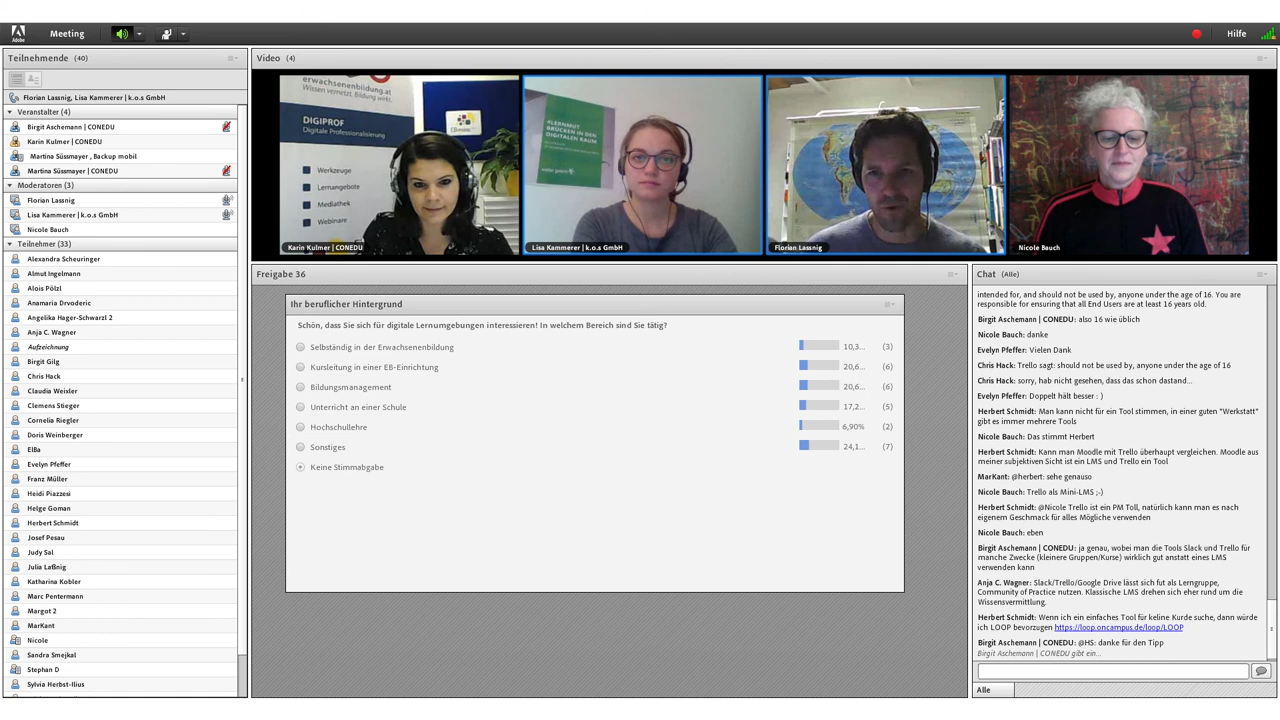 Adobe
Meeting
Hilfe
Teilnehmende (40)
Florian Lassnig, Lisa Kammerer | k.o.s GmbH
Veranstalter (4)
Birgit Aschemann | CONEDU
Karin Kulmer | CONEDU
Martina Süssmayer , Backup mobil
Martina Süssmayer | CONEDU
Moderatoren (3)
Florian Lassnig
Lisa Kammerer | k.o.s GmbH
Nicole Bauch
Teilnehmer (33)
Alexandra Scheuringer
Almut Ingelmann
Alois Pölzl
Anamaria Drvoderic
Angelika Hager-Schwarzl 2
Anja C. Wagner
Aufzeichnung
Birgit Gilg
Chris Hack
Claudia Weixler
Clemens Stieger
Cornelia Riegler
Doris Weinberger
ElBa
Evelyn Pfeffer
Franz Müller
Heidi Piazzesi
Helge Goman
Herbert Schmidt
Josef Pesau
Judy Sal
Julia Laßnig
Katharina Kobler
Marc Pentermann
Margot 2
MarKant
Nicole
Sandra Smejkal
Stephan D
Sylvia Herbst-Ilius
Video (4)
erwachsenenbildung.at
Wissen vernetzt. Bildung wirkt.
DIGIPROF
Digitale Professionalisierung
Werkzeuge
Lernangebote
Mediathek
Webinare
Karin Kulmer | CONEDU
#LERNMUT
BRÜCKEN IN DEN
DIGITALEN RAUM
Lisa Kammerer | k.o.s GmbH
Florian Lassnig
Nicole Bauch
Freigabe 36
Ihr beruflicher Hintergrund
Schön, dass Sie sich für digitale Lernumgebungen interessieren! In welchem Bereich sind Sie tätig?
Selbständig in der Erwachsenenbildung 10,3... (3)
Kursleitung in einer EB-Einrichtung 20,6... (6)
Bildungsmanagement 20,6... (6)
Unterricht an einer Schule 17,2... (5)
Hochschullehre 6,90% (2)
Sonstiges 24,1... (7)
Keine Stimmabgabe
Chat (Alle)
intended for, and should not be used by, anyone under the age of 16. You are
responsible for ensuring that all End Users are at least 16 years old.
Birgit Aschemann | CONEDU: also 16 wie üblich
Nicole Bauch: danke
Evelyn Pfeffer: Vielen Dank
Chris Hack: Trello sagt: should not be used by, anyone under the age of 16
Chris Hack: sorry, hab nicht gesehen, dass das schon dastand...
Evelyn Pfeffer: Doppelt hält besser : )
Herbert Schmidt: Man kann nicht für ein Tool stimmen, in einer guten "Werkstatt"
gibt es immer mehrere Tools
Nicole Bauch: Das stimmt Herbert
Herbert Schmidt: Kann man Moodle mit Trello überhaupt vergleichen. Moodle aus
meiner subjektiven Sicht ist ein LMS und Trello ein Tool
MarKant: @herbert: sehe genauso
Nicole Bauch: Trello als Mini-LMS ;-)
Herbert Schmidt: @Nicole Trello ist ein PM Toll, natürlich kann man es nach
eigenem Geschmack für alles Mögliche verwenden
Nicole Bauch: eben
Birgit Aschemann | CONEDU: ja genau, wobei man die Tools Slack und Trello für
manche Zwecke (kleinere Gruppen/Kurse) wirklich gut anstatt eines LMS
verwenden kann
Anja C. Wagner: Slack/Trello/Google Drive lässt sich fut als Lerngruppe,
Community of Practice nutzen. Klassische LMS drehen sich eher rund um die
Wissensvermittlung.
Herbert Schmidt: Wenn ich ein einfaches Tool für keline Kurde suche, dann würde
ich LOOP bevorzugen https://loop.oncampus.de/loop/LOOP
Birgit Aschemann | CONEDU: @HS: danke für den Tipp
Birgit Aschemann | CONEDU gibt ein...
Alle